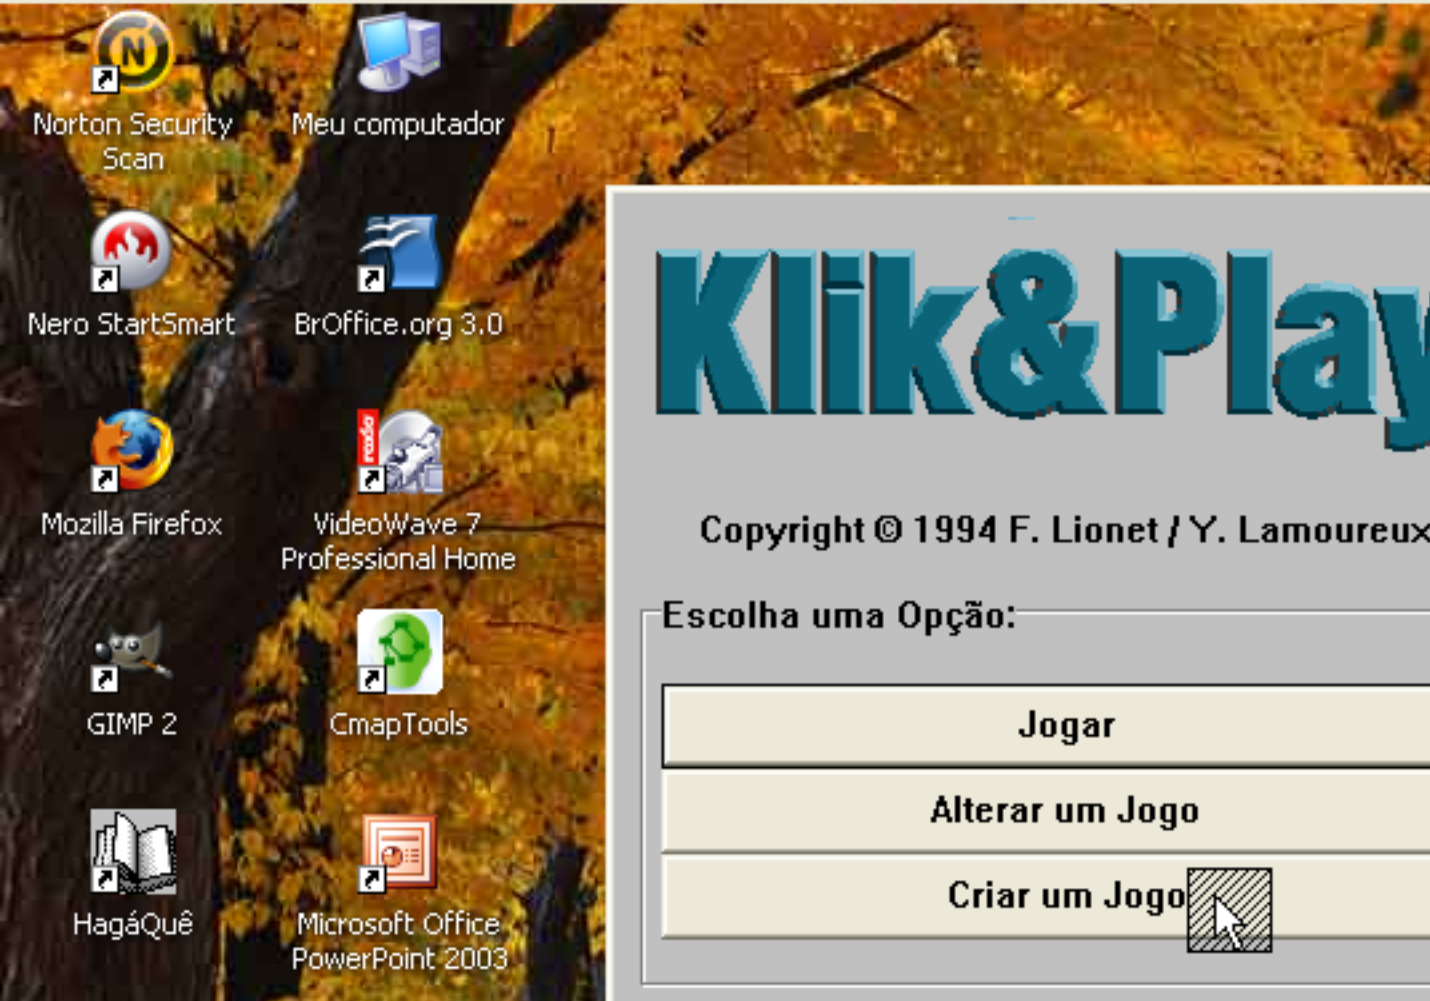 Norton Security
Scan
Meu computador
Nero StartSmart
BrOffice.org 3.0
Mozilla Firefox
roxio
VideoWave 7
Professional Home
GIMP 2
CmapTools
HagáQuê
Microsoft Office
PowerPoint 2003
Klik&Play
Copyright © 1994 F. Lionet / Y. Lamoureux
Escolha uma Opção:
Jogar
Alterar um Jogo
Criar um Jogo